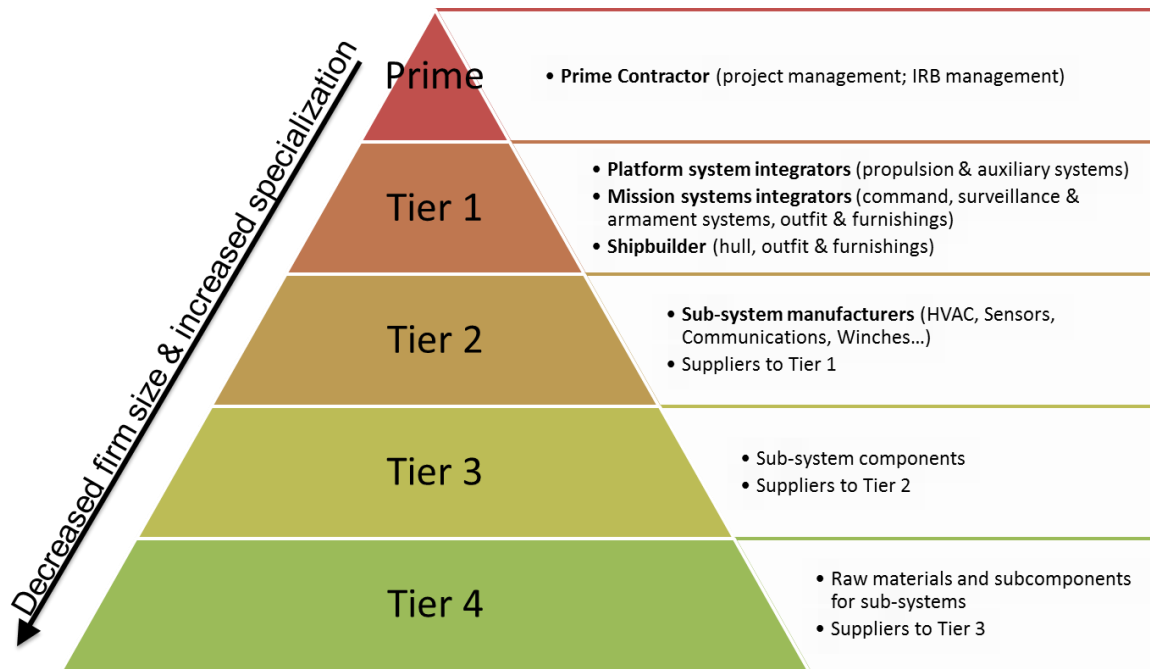 Decreased firm size & increased specialization
Prime
• Prime Contractor (project management; IRB management)
Tier 1
• Platform system integrators (propulsion & auxiliary systems)
• Mission systems integrators (command, surveillance &
armament systems, outfit & furnishings)
• Shipbuilder (hull, outfit & furnishings)
Tier 2
• Sub-system manufacturers (HVAC, Sensors,
Communications, Winches...)
• Suppliers to Tier 1
Tier 3
• Sub-system components
• Suppliers to Tier 2
Tier 4
• Raw materials and subcomponents
for sub-systems
• Suppliers to Tier 3